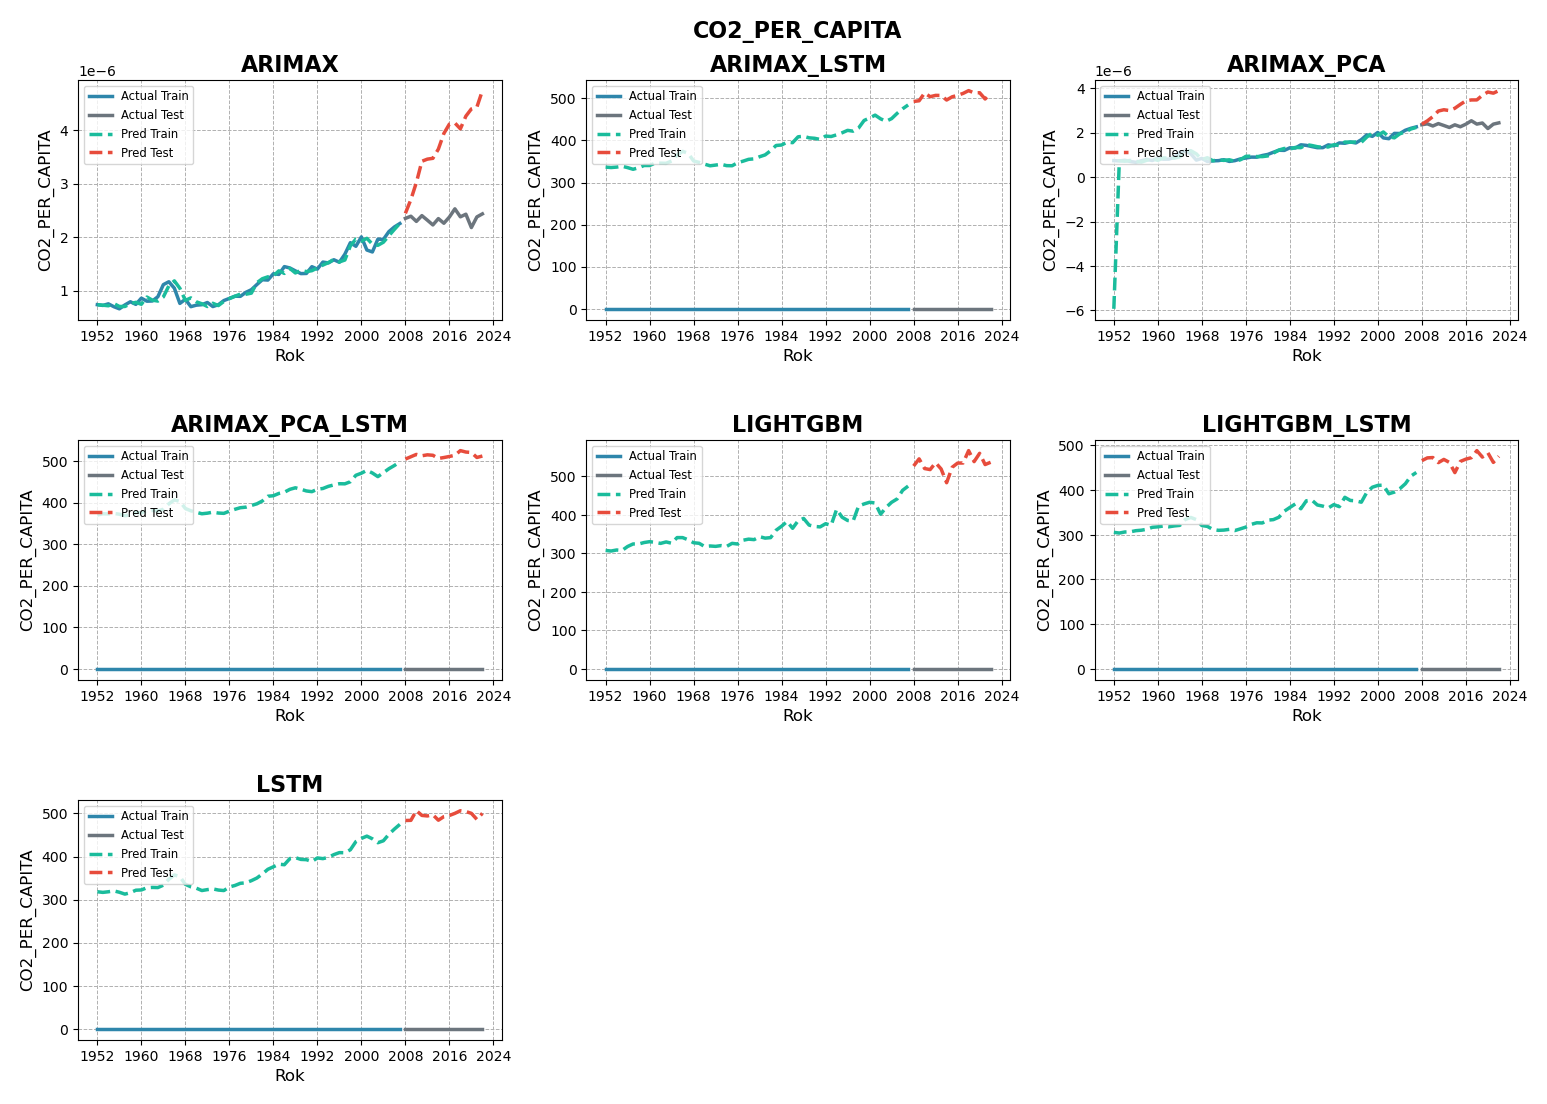 CO2_PER_CAPITA
ARIMAX
1e−6
Actual Train
Actual Test
Pred Train
Pred Test
4
3
2
1
CO2_PER_CAPITA
1952 1960 1968 1976 1984 1992 2000 2008 2016 2024
Rok
ARIMAX_LSTM
Actual Train
Actual Test
Pred Train
Pred Test
500
400
300
200
100
0
CO2_PER_CAPITA
1952 1960 1968 1976 1984 1992 2000 2008 2016 2024
Rok
ARIMAX_PCA
1e−6
Actual Train
Actual Test
Pred Train
Pred Test
4
2
0
−2
−4
−6
CO2_PER_CAPITA
1952 1960 1968 1976 1984 1992 2000 2008 2016 2024
Rok
ARIMAX_PCA_LSTM
Actual Train
Actual Test
Pred Train
Pred Test
500
400
300
200
100
0
CO2_PER_CAPITA
1952 1960 1968 1976 1984 1992 2000 2008 2016 2024
Rok
LIGHTGBM
Actual Train
Actual Test
Pred Train
Pred Test
500
400
300
200
100
0
CO2_PER_CAPITA
1952 1960 1968 1976 1984 1992 2000 2008 2016 2024
Rok
LIGHTGBM_LSTM
Actual Train
Actual Test
Pred Train
Pred Test
500
400
300
200
100
0
CO2_PER_CAPITA
1952 1960 1968 1976 1984 1992 2000 2008 2016 2024
Rok
LSTM
Actual Train
Actual Test
Pred Train
Pred Test
500
400
300
200
100
0
CO2_PER_CAPITA
1952 1960 1968 1976 1984 1992 2000 2008 2016 2024
Rok